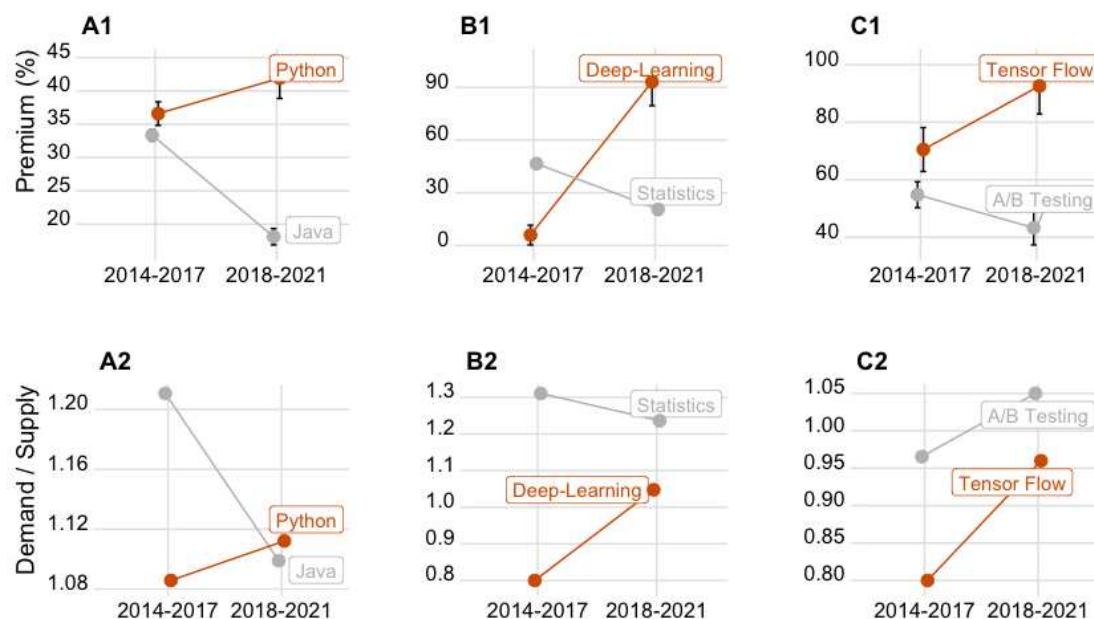 A1
B1
C1
Premium (%)
45
40
35
30
25
20
Python
Java
2014-2017
2018-2021
90
60
30
0
Deep-Learning
Statistics
2014-2017
2018-2021
100
80
60
40
Tensor Flow
A/B Testing
2014-2017
2018-2021
A2
B2
C2
Demand / Supply
1.20
1.16
1.12
1.08
Python
Java
2014-2017
2018-2021
1.3
1.2
1.1
1.0
0.9
0.8
Statistics
Deep-Learning
2014-2017
2018-2021
1.05
1.00
0.95
0.90
0.85
0.80
A/B Testing
Tensor Flow
2014-2017
2018-2021